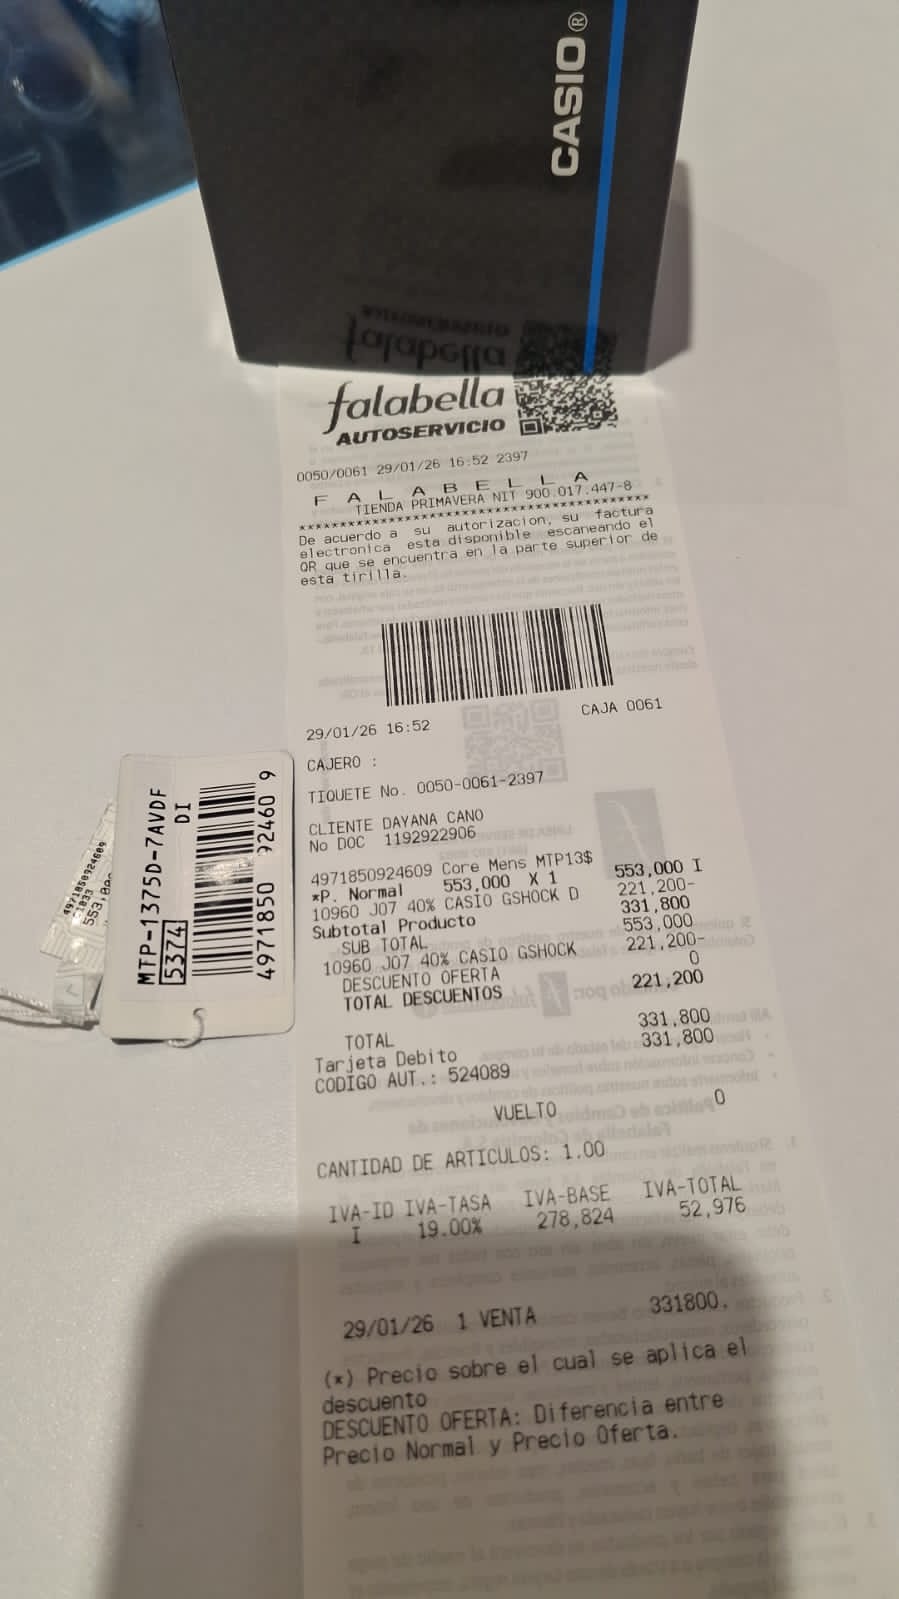 CASIO®
falabella
AUTOSERVICIO
0050/0061 29/01/26 16:52 2397
F A L A B E L L A
TIENDA PRIMAVERA NIT 900.017.447-8
****************************************
De acuerdo a su autorizacion, su factura
electronica esta disponible escaneando el
QR que se encuentra en la parte superior de
esta tirilla.
29/01/26 16:52 CAJA 0061
CAJERO :
TIQUETE No. 0050-0061-2397
CLIENTE DAYANA CANO
No DOC 1192922906
4971850924609 Core Mens MTP13$ 553,000 I
*P. Normal 553,000 X 1
10960 J07 40% CASIO GSHOCK D 221,200-
Subtotal Producto 331,800
SUB TOTAL 553,000
10960 J07 40% CASIO GSHOCK 221,200-
DESCUENTO OFERTA 0
TOTAL DESCUENTOS 221,200
TOTAL 331,800
Tarjeta Debito 331,800
CODIGO AUT.: 524089
VUELTO 0
CANTIDAD DE ARTICULOS: 1.00
IVA-ID IVA-TASA IVA-BASE IVA-TOTAL
I 19.00% 278,824 52,976
29/01/26 1 VENTA 331800.
(*) Precio sobre el cual se aplica el
descuento
DESCUENTO OFERTA: Diferencia entre
Precio Normal y Precio Oferta.
MTP-1375D-7AVDF
5374 DI
4971850 92460 9
4971850924609